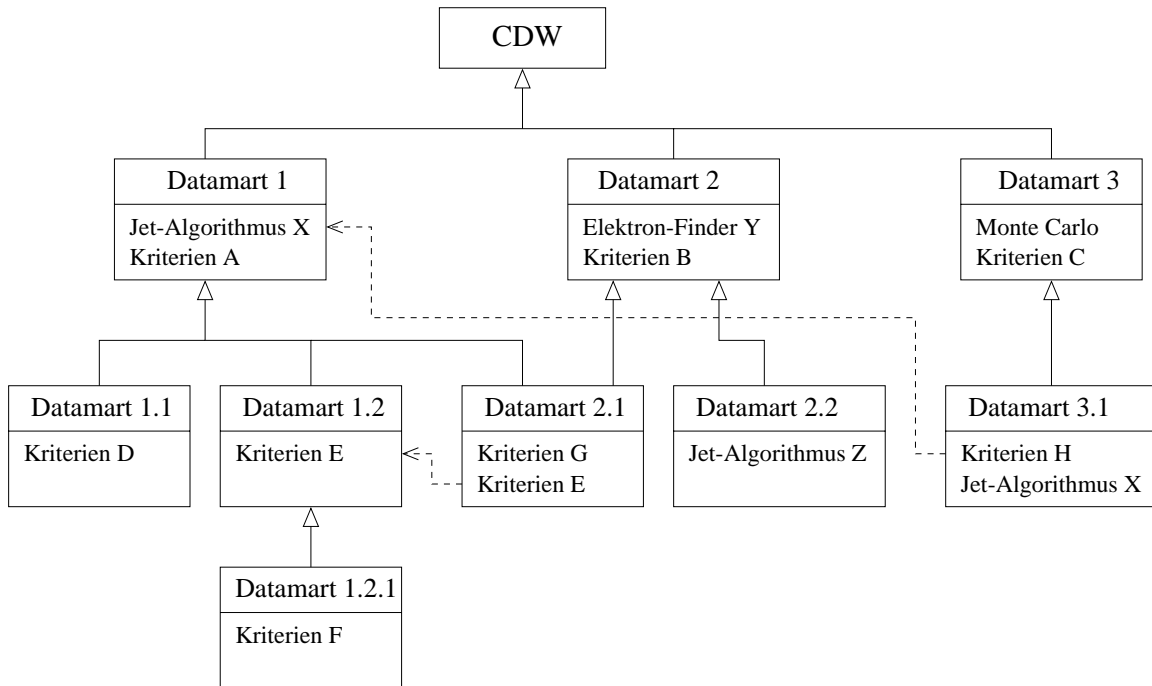 CDW
Datamart 1
Jet-Algorithmus X
Kriterien A
Datamart 2
Elektron-Finder Y
Kriterien B
Datamart 3
Monte Carlo
Kriterien C
Datamart 1.1
Kriterien D
Datamart 1.2
Kriterien E
Datamart 2.1
Kriterien G
Kriterien E
Datamart 2.2
Jet-Algorithmus Z
Datamart 3.1
Kriterien H
Jet-Algorithmus X
Datamart 1.2.1
Kriterien F